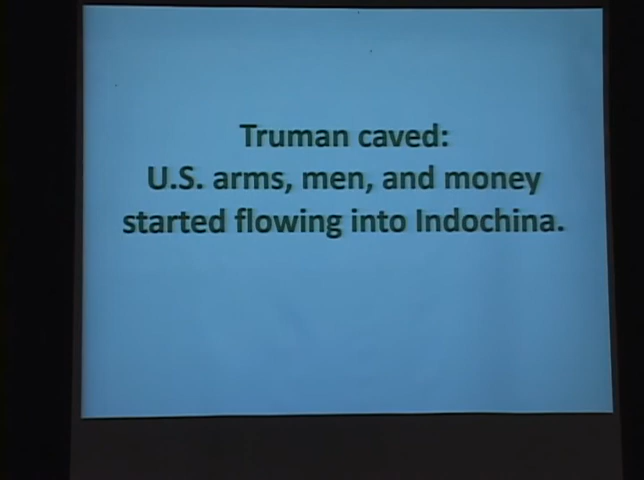 Truman caved:
U.S. arms, men, and money
started flowing into Indochina.